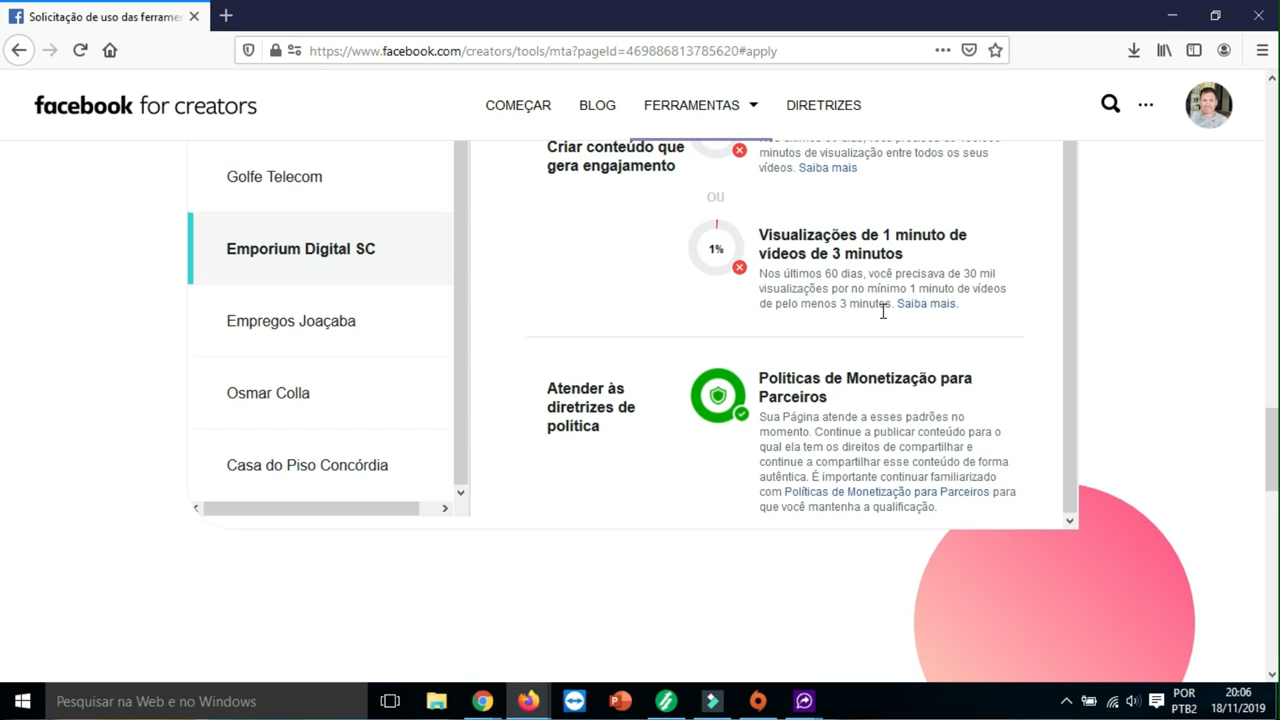 Solicitação de uso das ferrame
https://www.facebook.com/creators/tools/mta?pageId=469886813785620#apply
facebook for creators
COMEÇAR
BLOG
FERRAMENTAS
DIRETRIZES
Golfe Telecom
Emporium Digital SC
Empregos Joaçaba
Osmar Colla
Casa do Piso Concórdia
Criar conteúdo que
gera engajamento
minutos de visualização entre todos os seus
vídeos. Saiba mais
OU
1%
Visualizações de 1 minuto de
vídeos de 3 minutos
Nos últimos 60 dias, você precisava de 30 mil
visualizações por no mínimo 1 minuto de vídeos
de pelo menos 3 minutos. Saiba mais.
Atender às
diretrizes de
política
Políticas de Monetização para
Parceiros
Sua Página atende a esses padrões no
momento. Continue a publicar conteúdo para o
qual ela tem os direitos de compartilhar e
continue a compartilhar esse conteúdo de forma
autêntica. É importante continuar familiarizado
com Políticas de Monetização para Parceiros para
que você mantenha a qualificação.
Pesquisar na Web e no Windows
POR
PTB2
20:06
18/11/2019